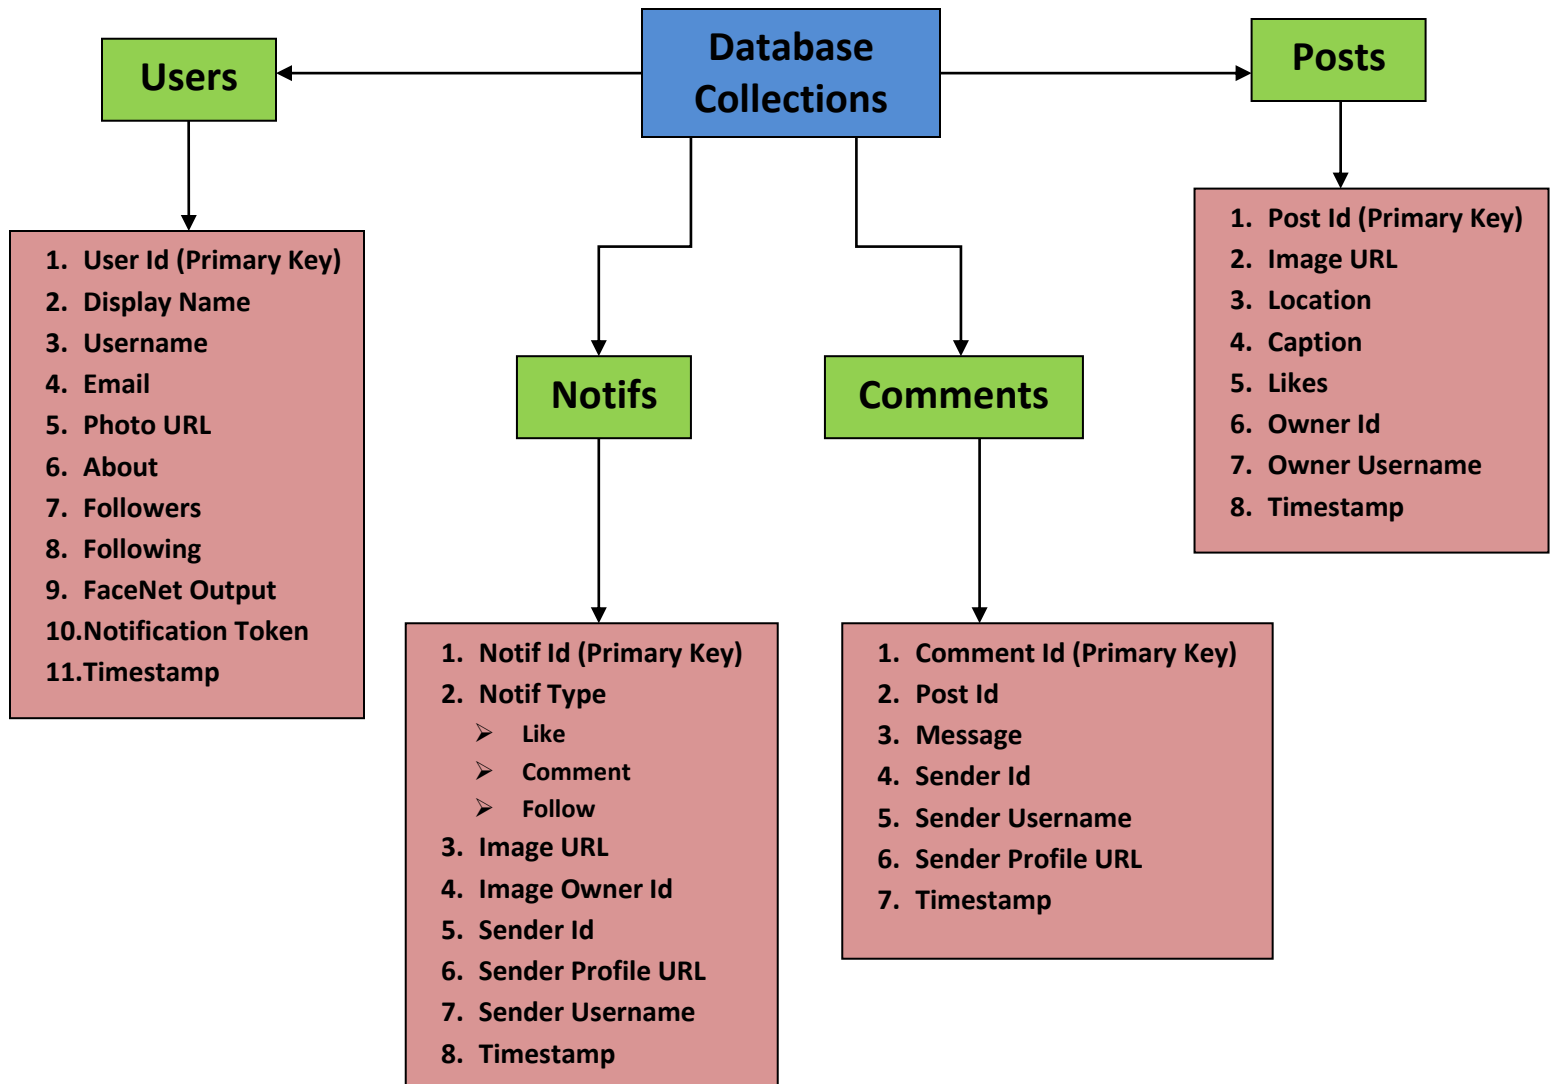 Database
Collections
Users
Posts
Notifs
Comments
1. User Id (Primary Key)
2. Display Name
3. Username
4. Email
5. Photo URL
6. About
7. Followers
8. Following
9. FaceNet Output
10.Notification Token
11.Timestamp
1. Notif Id (Primary Key)
2. Notif Type
➢ Like
➢ Comment
➢ Follow
3. Image URL
4. Image Owner Id
5. Sender Id
6. Sender Profile URL
7. Sender Username
8. Timestamp
1. Comment Id (Primary Key)
2. Post Id
3. Message
4. Sender Id
5. Sender Username
6. Sender Profile URL
7. Timestamp
1. Post Id (Primary Key)
2. Image URL
3. Location
4. Caption
5. Likes
6. Owner Id
7. Owner Username
8. Timestamp